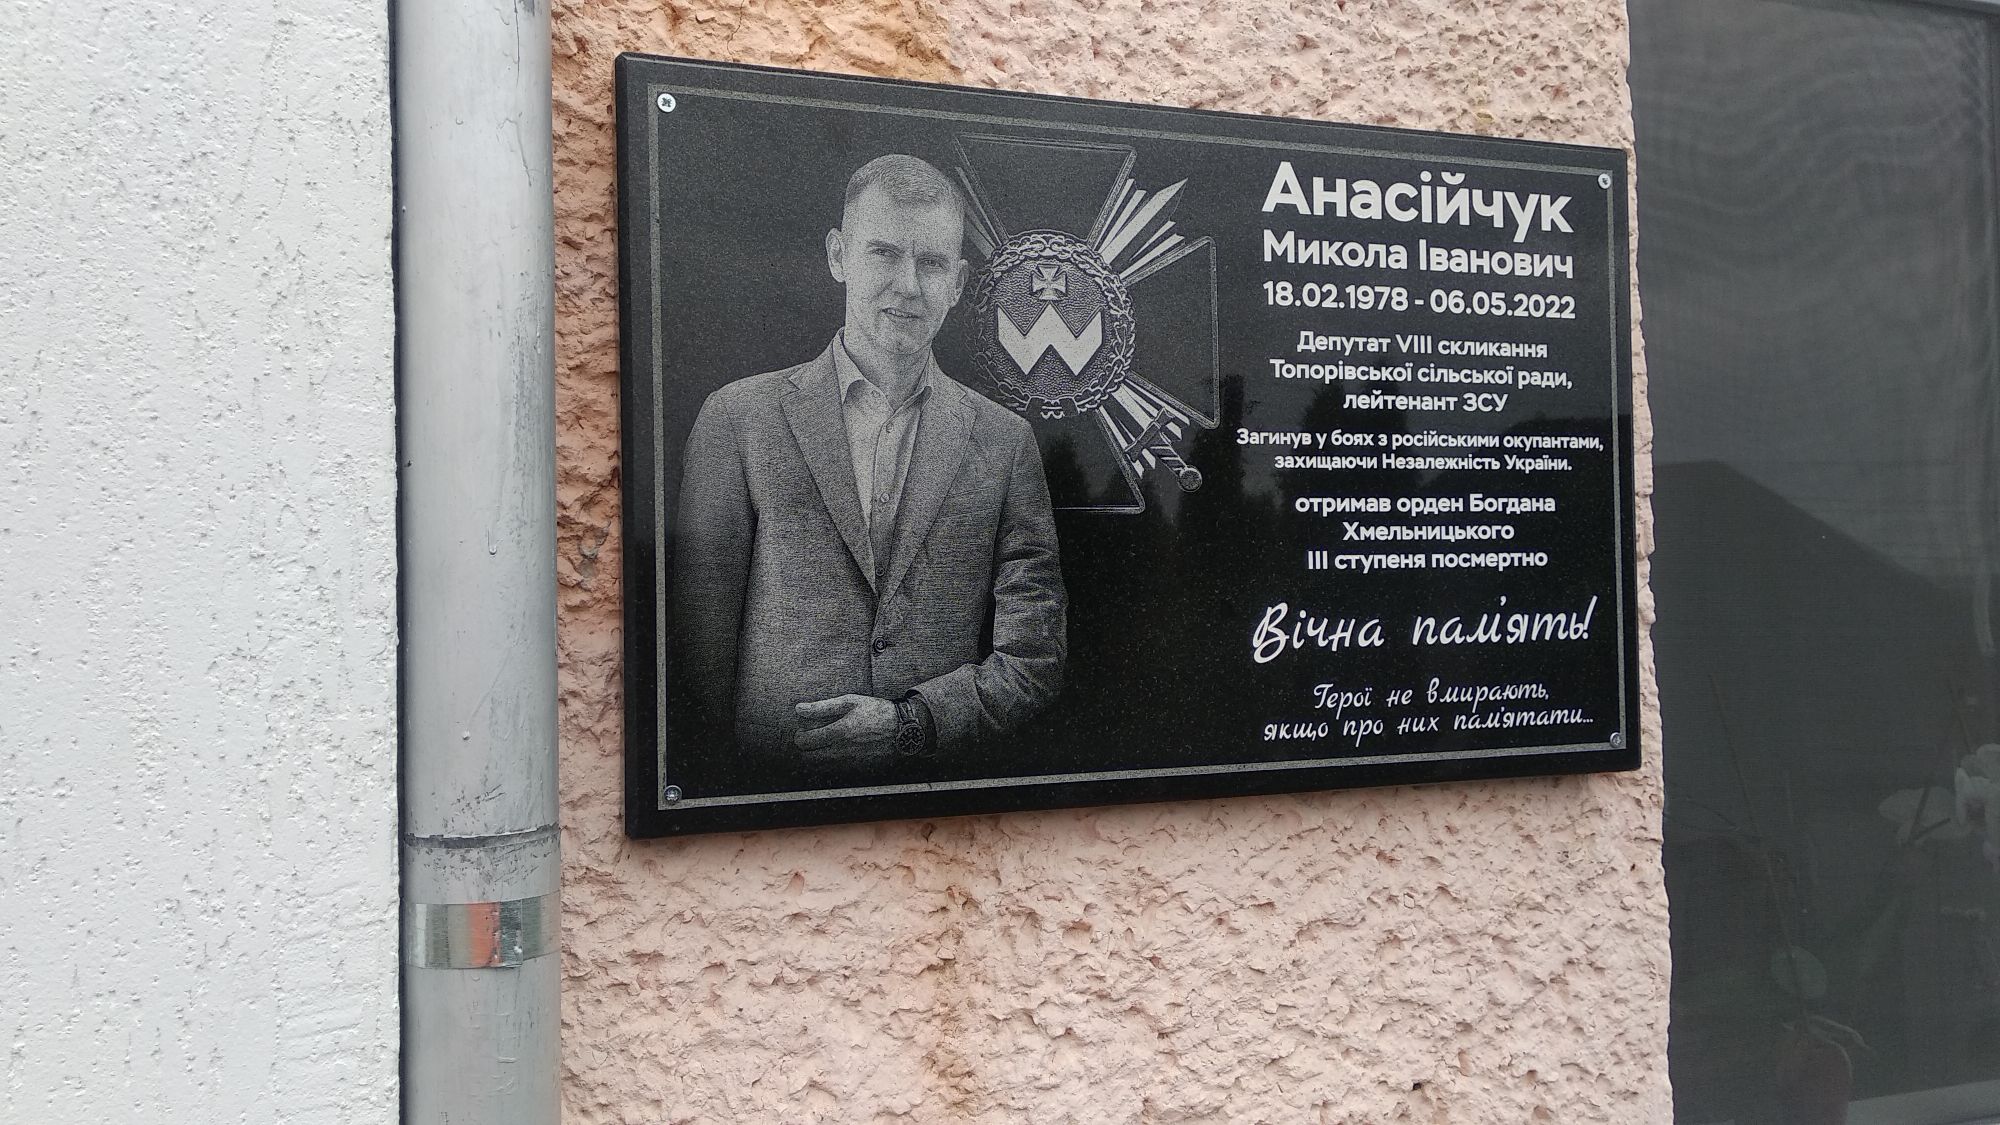 Анасійчук
Микола Іванович
18.02.1978 - 06.05.2022
Депутат VIII скликання
Топорівської сільської ради,
лейтенант ЗСУ
Загинув у боях з російськими окупантами,
захищаючи Незалежність України.
отримав орден Богдана
Хмельницького
III ступеня посмертно
Вічна пам'ять!
Герої не вмирають,
якщо про них пам'ятати...